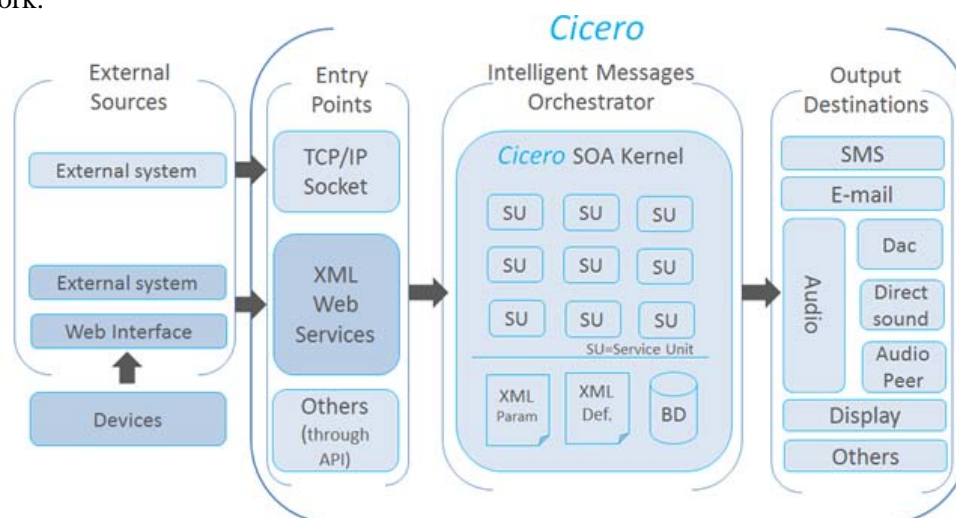 ork.
Cicero
External
Sources
External system
External system
Web Interface
Devices
Entry
Points
TCP/IP
Socket
XML
Web
Services
Others
(through
API)
Intelligent Messages
Orchestrator
Cicero SOA Kernel
SU SU SU
SU SU SU
SU SU SU
SU=Service Unit
XML
Param
XML
Def.
BD
Output
Destinations
SMS
E-mail
Audio
Dac
Direct
sound
Audio
Peer
Display
Others